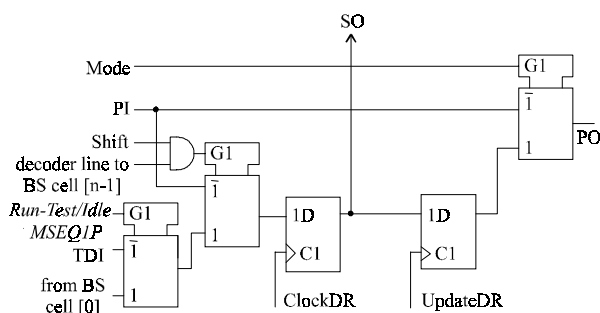 SO
Mode
G1
PI
1̅
1
PO
Shift
decoder line to
BS cell [n-1]
G1
1̅
1
Run-Test/Idle
MSEQ1P
G1
TDI
1̅
from BS
cell [0]
1
1D
C1
ClockDR
1D
C1
UpdateDR